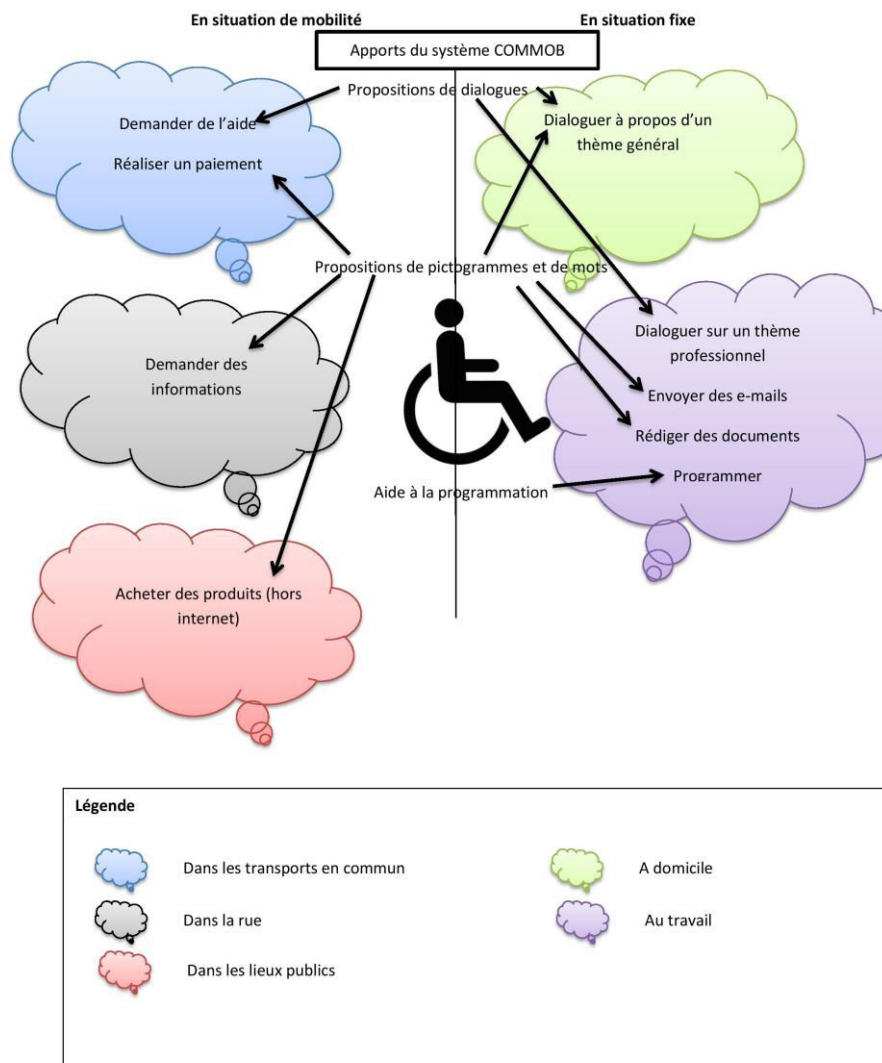 En situation de mobilité
En situation fixe
Apports du système COMMOB
Propositions de dialogues
Demander de l'aide
Réaliser un paiement
Dialoguer à propos d'un
thème général
Propositions de pictogrammes et de mots
Demander des
informations
Dialoguer sur un thème
professionnel
Envoyer des e-mails
Rédiger des documents
Programmer
Aide à la programmation
Acheter des produits (hors
internet)
Légende
Dans les transports en commun
A domicile
Dans la rue
Au travail
Dans les lieux publics